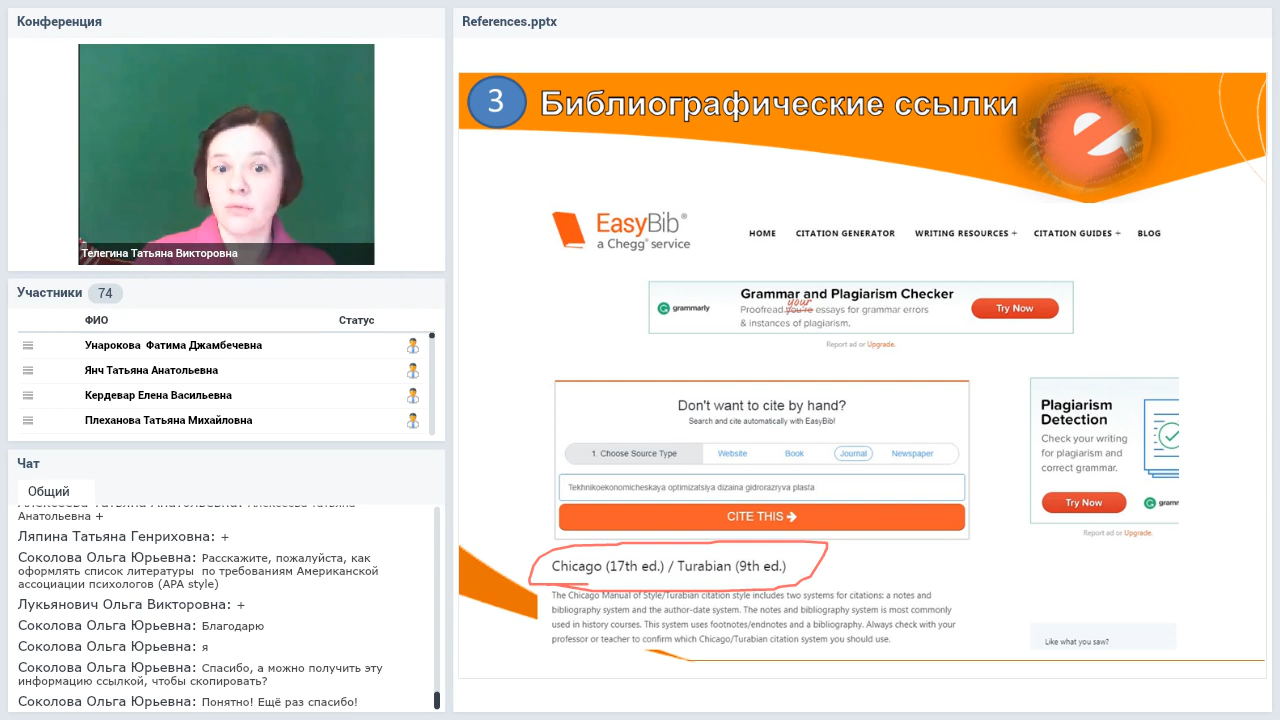 Конференция
Телегина Татьяна Викторовна
Участники 74
ФИО Статус
Унарокова Фатима Джамбечевна
Янч Татьяна Анатольевна
Кердевар Елена Васильевна
Плеханова Татьяна Михайловна
Чат
Общий
Анатольевна +
Ляпина Татьяна Генриховна: +
Соколова Ольга Юрьевна: Расскажите, пожалуйста, как
оформлять список литературы по требованиям Американской
ассоциации психологов (APA style)
Лукьянович Ольга Викторовна: +
Соколова Ольга Юрьевна: Благодарю
Соколова Ольга Юрьевна: я
Соколова Ольга Юрьевна: Спасибо, а можно получить эту
информацию ссылкой, чтобы скопировать?
Соколова Ольга Юрьевна: Понятно! Ещё раз спасибо!
References.pptx
3 Библиографические ссылки
EasyBib®
a Chegg® service
HOME CITATION GENERATOR WRITING RESOURCES + CITATION GUIDES + BLOG
grammarly
Grammar and Plagiarism Checker
your
Proofread you're essays for grammar errors
& instances of plagiarism.
Try Now
Report ad or Upgrade.
Don't want to cite by hand?
Search and cite automatically with EasyBib!
1. Choose Source Type Website Book Journal Newspaper
Tekhnikoekonomicheskaya optimizatsiya dizaina gidrorazryva plasta
CITE THIS →
Plagiarism
Detection
Check your writing
for plagiarism and
correct grammar.
Try Now
Report ad or Upgrade.
Chicago (17th ed.) / Turabian (9th ed.)
The Chicago Manual of Style/Turabian citation style includes two systems for citations: a notes and
bibliography system and the author-date system. The notes and bibliography system is most commonly
used in history courses. This system uses footnotes/endnotes and a bibliography. Always check with your
professor or teacher to confirm which Chicago/Turabian citation system you should use.
Like what you saw?